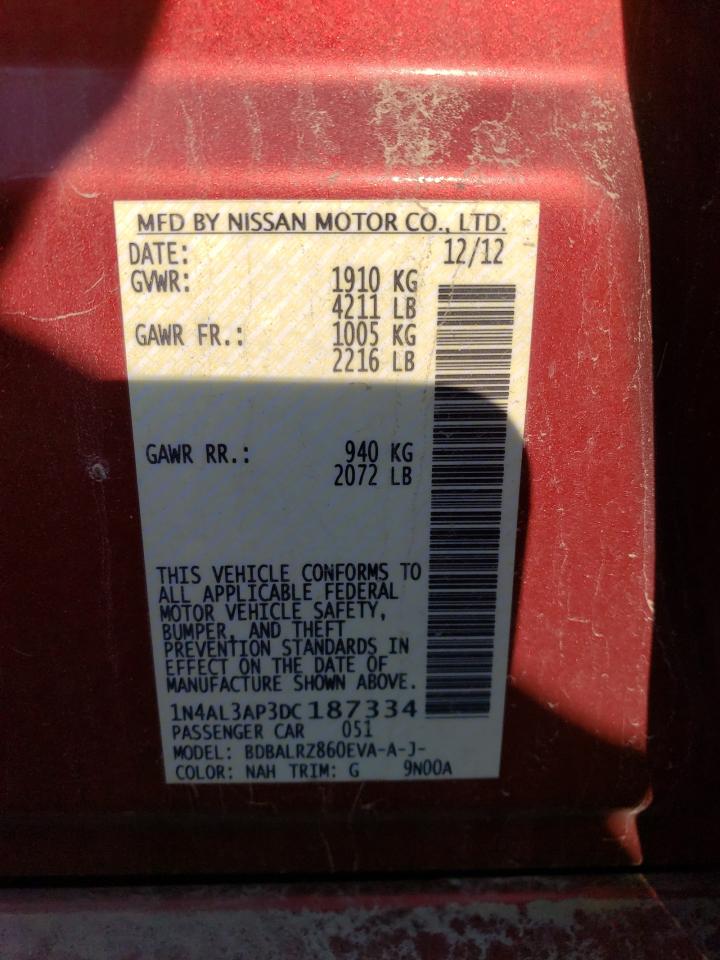 MFD BY NISSAN MOTOR CO., LTD.
DATE: 12/12
GVWR: 1910 KG
4211 LB
GAWR FR.: 1005 KG
2216 LB
GAWR RR.: 940 KG
2072 LB
THIS VEHICLE CONFORMS TO
ALL APPLICABLE FEDERAL
MOTOR VEHICLE SAFETY,
BUMPER, AND THEFT
PREVENTION STANDARDS IN
EFFECT ON THE DATE OF
MANUFACTURE SHOWN ABOVE.
1N4AL3AP3DC187334
PASSENGER CAR 051
MODEL: BDBALRZ860EVA-A-J-
COLOR: NAH TRIM: G 9N00A